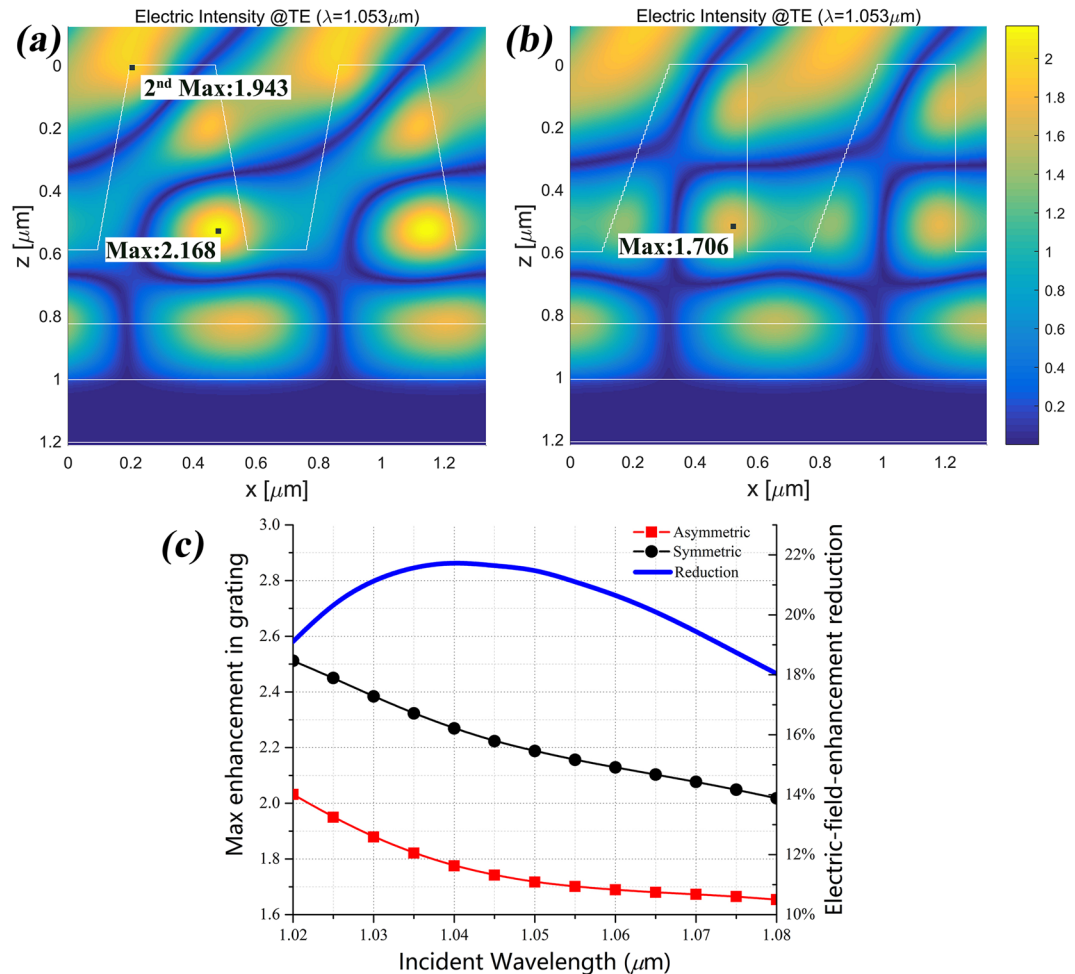 Electric Intensity @TE (λ=1.053μm)
(a)
0
0.2
0.4
0.6
0.8
1
1.2
z [μm]
2nd Max:1.943
Max:2.168
0 0.2 0.4 0.6 0.8 1 1.2
x [μm]
Electric Intensity @TE (λ=1.053μm)
(b)
0
0.2
0.4
0.6
0.8
1
1.2
z [μm]
Max:1.706
0 0.2 0.4 0.6 0.8 1 1.2
x [μm]
2
1.8
1.6
1.4
1.2
1
0.8
0.6
0.4
0.2
(c)
3.0
2.8
2.6
2.4
2.2
2.0
1.8
1.6
Max enhancement in grating
Asymmetric
Symmetric
Reduction
22%
20%
18%
16%
14%
12%
10%
Electric-field-enhancement reduction
1.02 1.03 1.04 1.05 1.06 1.07 1.08
Incident Wavelength (μm)